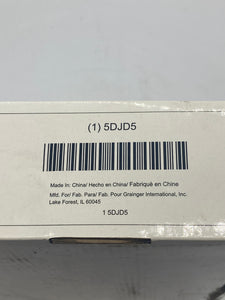 (1) 5DJD5
Made In: China/ Hecho en China/ Fabriqué en Chine
Mfd. For/ Fab. Para/ Fab. Pour Grainger International, Inc.
Lake Forest, IL 60045
1 5DJD5